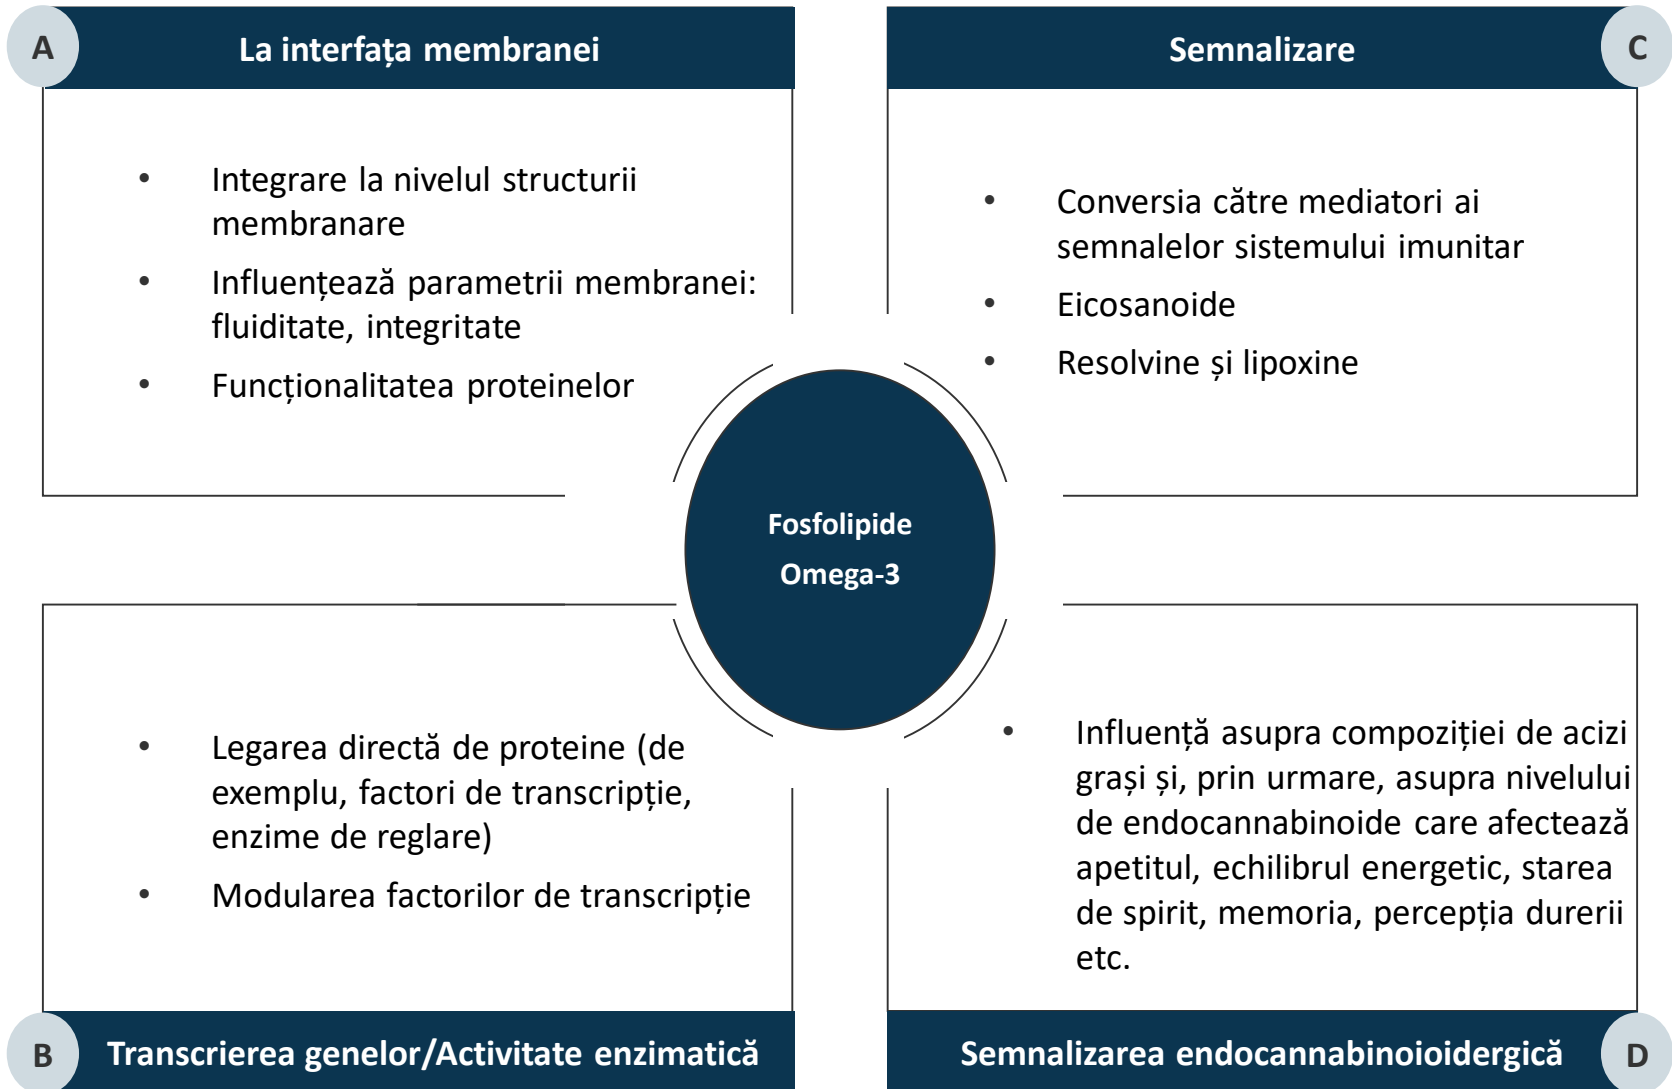 A
La interfața membranei
• Integrare la nivelul structurii
membranare
• Influențează parametrii membranei:
fluiditate, integritate
• Funcționalitatea proteinelor
C
Semnalizare
• Conversia către mediatori ai
semnalelor sistemului imunitar
• Eicosanoide
• Resolvine și lipoxine
Fosfolipide
Omega-3
• Legarea directă de proteine (de
exemplu, factori de transcripție,
enzime de reglare)
• Modularea factorilor de transcripție
B
Transcrierea genelor/Activitate enzimatică
• Influență asupra compoziției de acizi
grași și, prin urmare, asupra nivelului
de endocannabinoide care afectează
apetitul, echilibrul energetic, starea
de spirit, memoria, percepția durerii
etc.
Semnalizarea endocannabinoioidergică
D